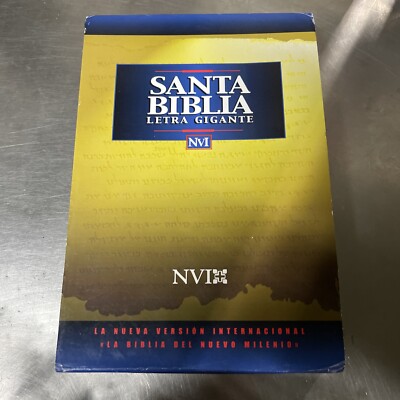 SANTA
BIBLIA
LETRA GIGANTE
NVI
NVI
LA NUEVA VERSIÓN INTERNACIONAL
«LA BIBLIA DEL NUEVO MILENIO»